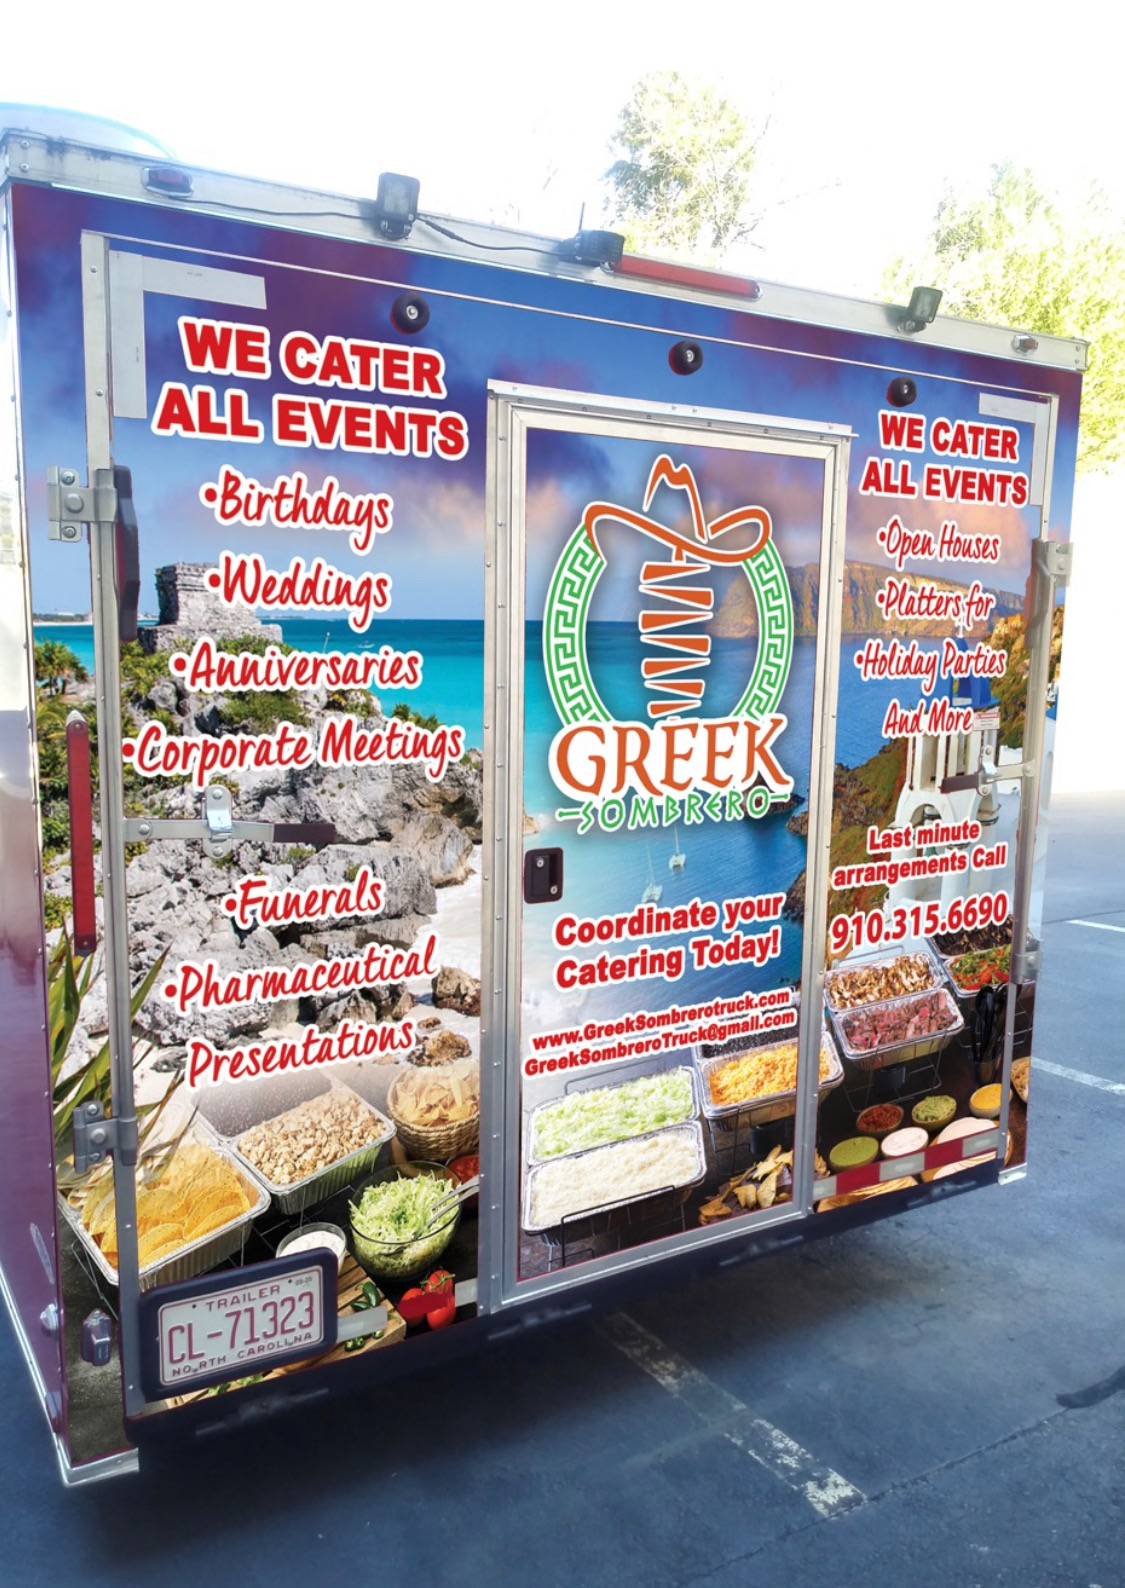 WE CATER
ALL EVENTS
•Birthdays
•Weddings
•Anniversaries
•Corporate Meetings
•Funerals
•Pharmaceutical
Presentations
TRAILER
CL-71323
NORTH CAROLINA
GREEK
SOMBRERO
Coordinate your
Catering Today!
www.GreekSombrerotruck.com
GreekSombreroTruck@gmail.com
WE CATER
ALL EVENTS
•Open Houses
•Platters for
•Holiday Parties
And More
Last minute
arrangements Call
910.315.6690